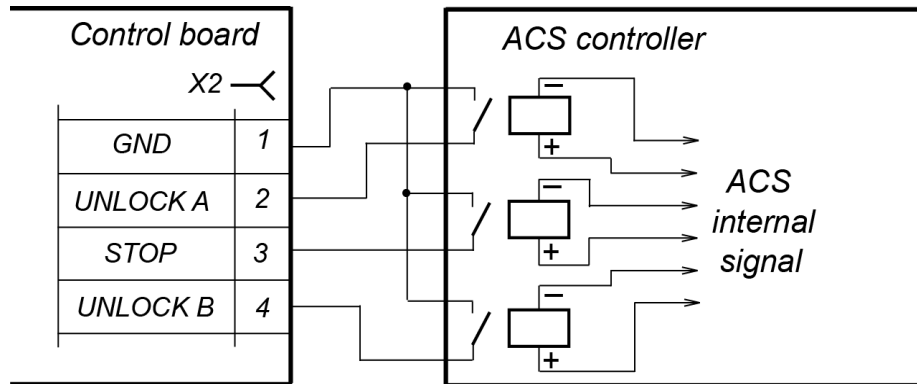 Control board
X2
GND 1
UNLOCK A 2
STOP 3
UNLOCK B 4
ACS controller
–
+
–
+
–
+
ACS
internal
signal